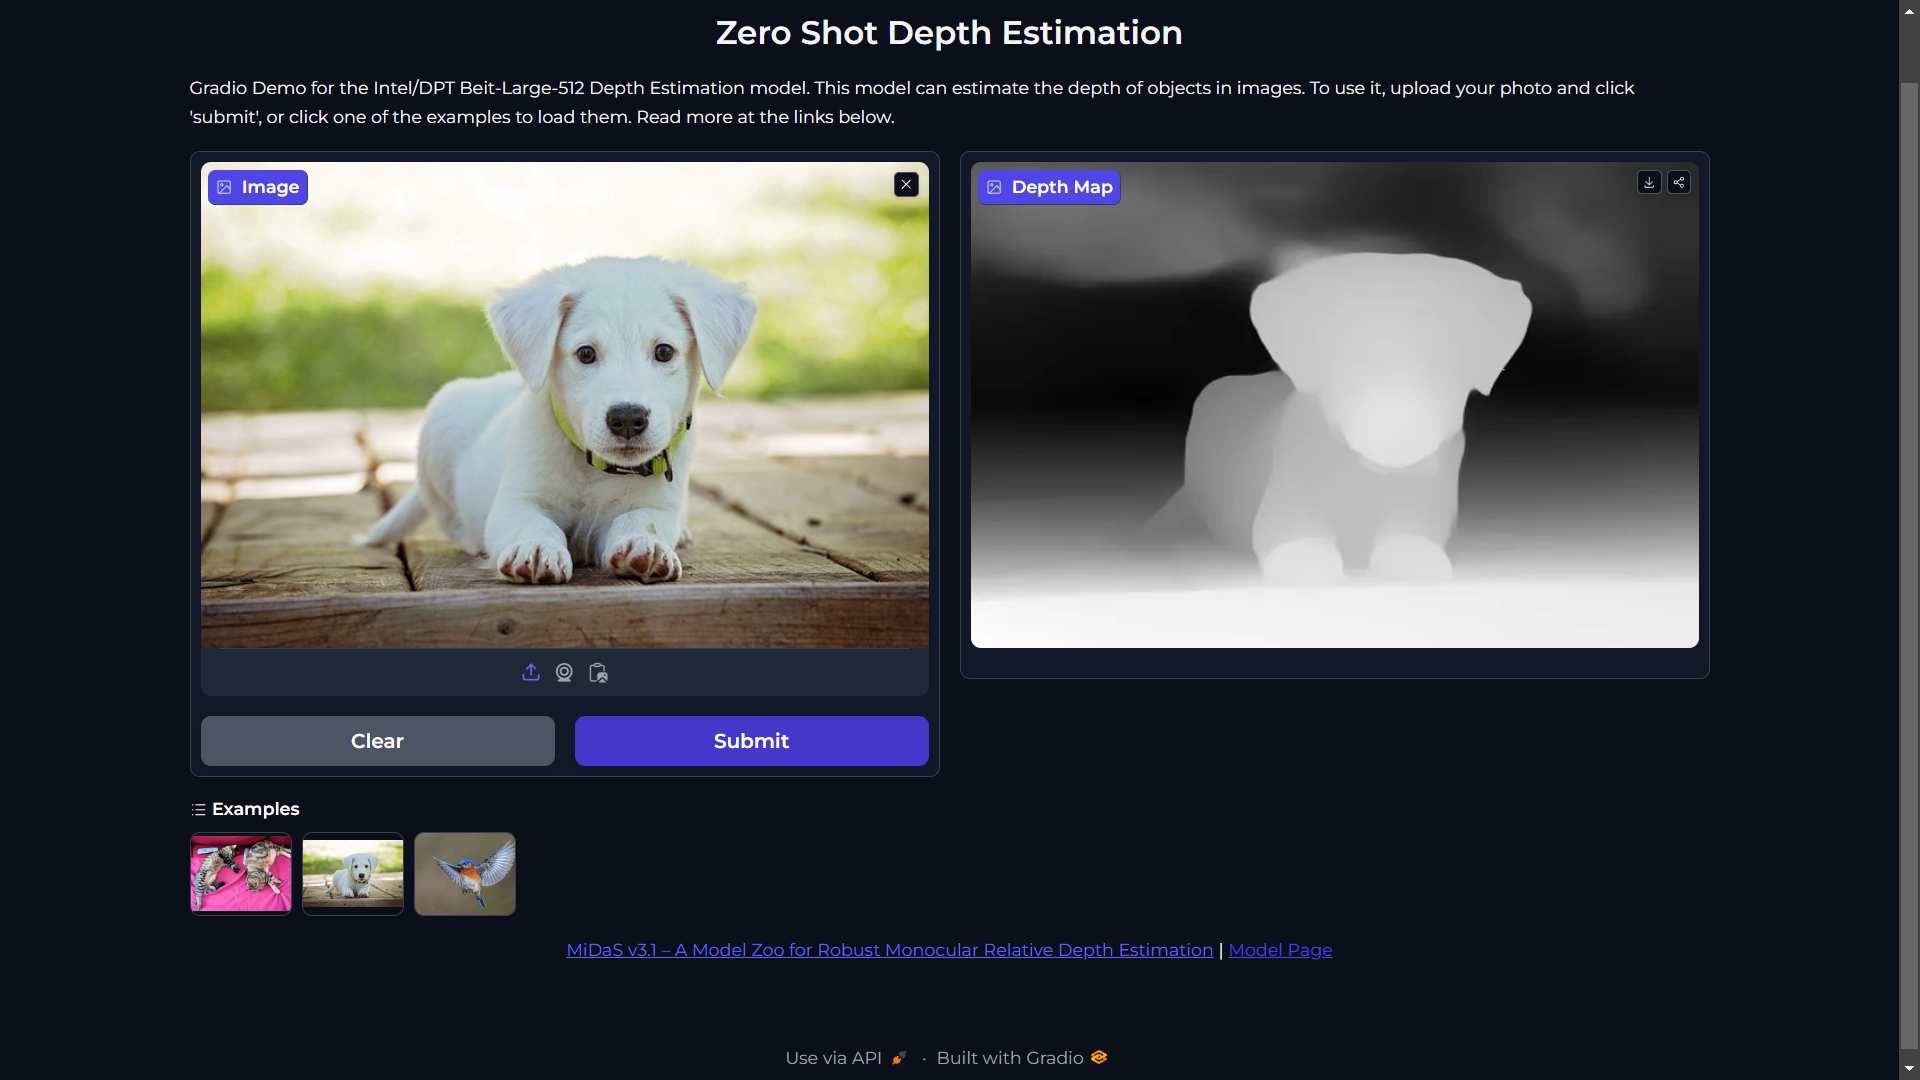 Zero Shot Depth Estimation
Gradio Demo for the Intel/DPT Beit-Large-512 Depth Estimation model. This model can estimate the depth of objects in images. To use it, upload your photo and click
'submit', or click one of the examples to load them. Read more at the links below.
Image
Depth Map
Clear
Submit
Examples
MiDaS v3.1 – A Model Zoo for Robust Monocular Relative Depth Estimation | Model Page
Use via API · Built with Gradio